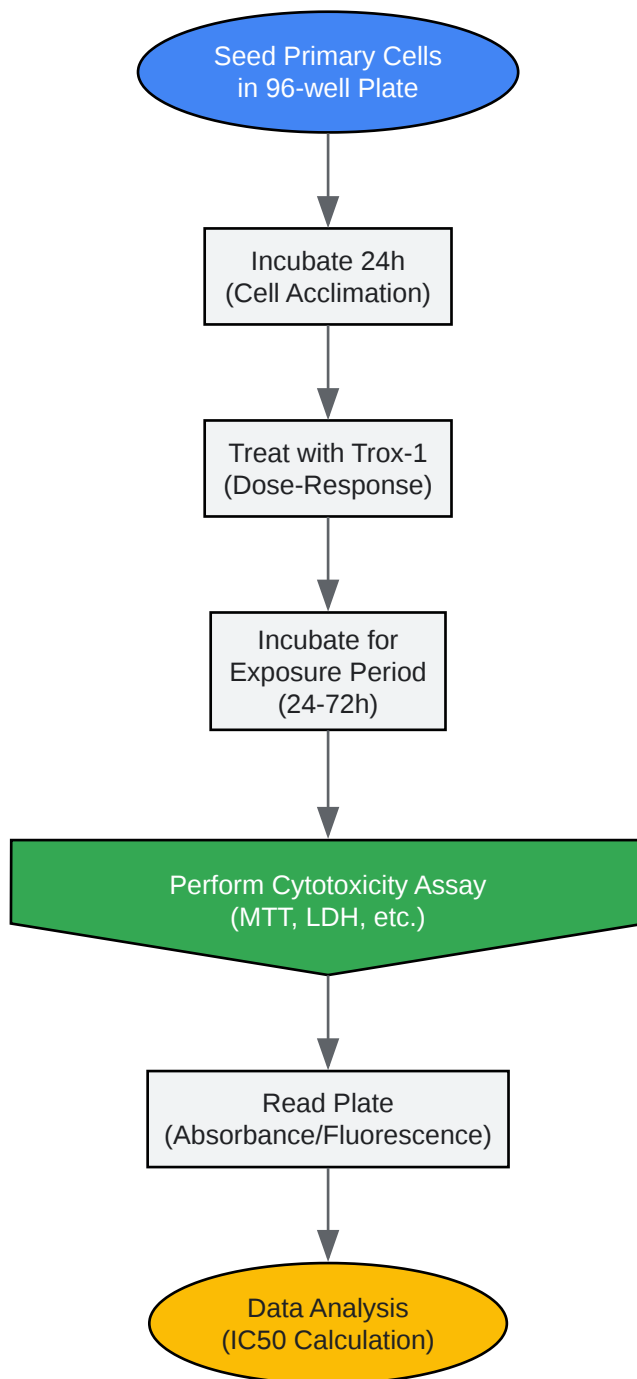 Seed Primary Cells
in 96-well Plate
Incubate 24h
(Cell Acclimation)
Treat with Trox-1
(Dose-Response)
Incubate for
Exposure Period
(24-72h)
Perform Cytotoxicity Assay
(MTT, LDH, etc.)
Read Plate
(Absorbance/Fluorescence)
Data Analysis
(IC50 Calculation)